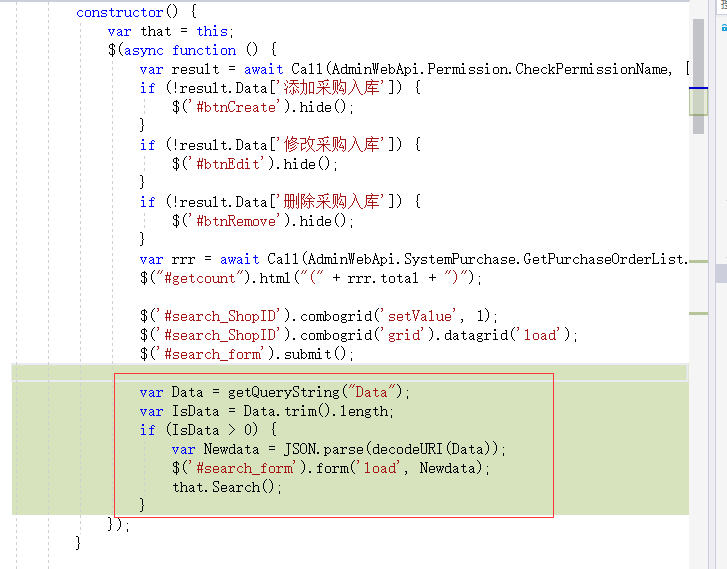 constructor() {
var that = this;
$(async function () {
var result = await Call(AdminWebApi.Permission.CheckPermissionName, [
if (!result.Data['添加采购入库']) {
$('#btnCreate').hide();
}
if (!result.Data['修改采购入库']) {
$('#btnEdit').hide();
}
if (!result.Data['删除采购入库']) {
$('#btnRemove').hide();
}
var rrr = await Call(AdminWebApi.SystemPurchase.GetPurchaseOrderList.
$("#getcount").html("(" + rrr.total + ")");
$('#search_ShopID').combogrid('setValue', 1);
$('#search_ShopID').combogrid('grid').datagrid('load');
$('#search_form').submit();
var Data = getQueryString("Data");
var IsData = Data.trim().length;
if (IsData > 0) {
var Newdata = JSON.parse(decodeURI(Data));
$('#search_form').form('load', Newdata);
that.Search();
}
});
}